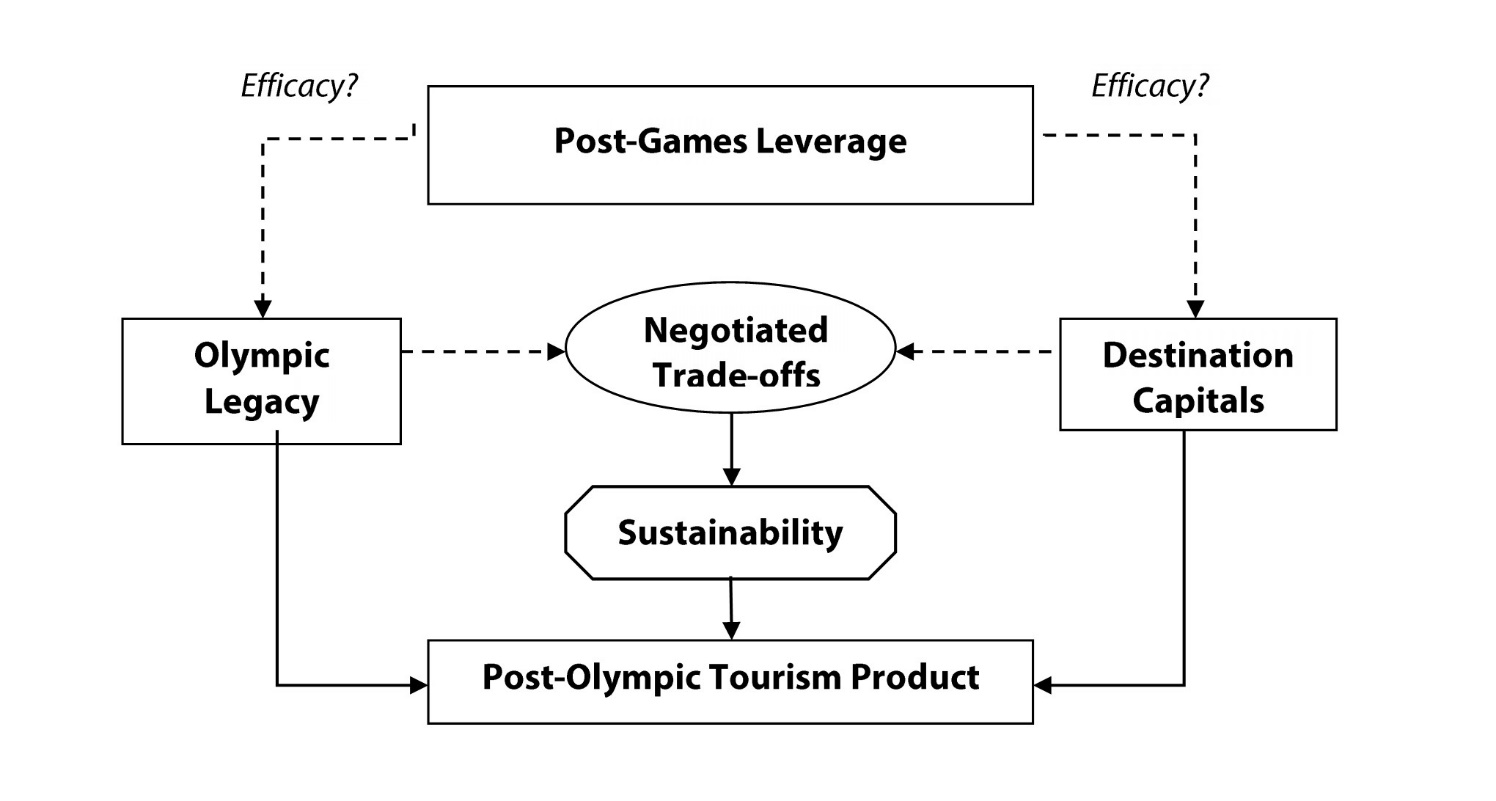 Efficacy?
Efficacy?
Post-Games Leverage
Olympic
Legacy
Negotiated
Trade-offs
Destination
Capitals
Sustainability
Post-Olympic Tourism Product